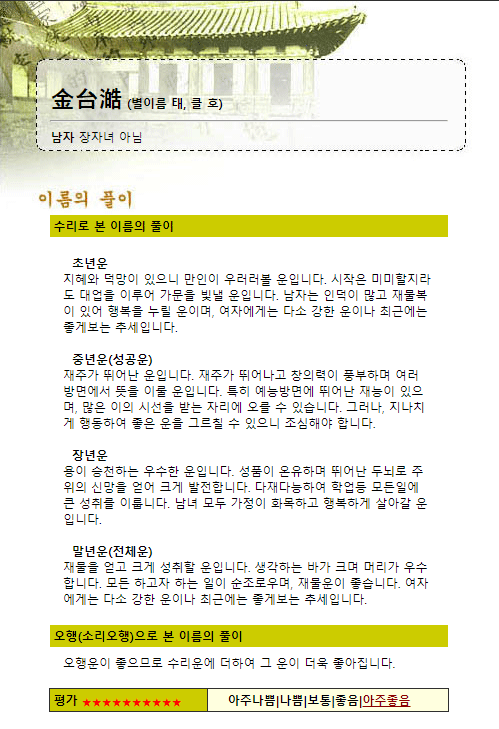 金台澔 (별이름 태, 클 호)
남자 장자녀 아님
이름의 풀이
수리로 본 이름의 풀이
초년운
지혜와 덕망이 있으니 만인이 우러러볼 운입니다. 시작은 미미할지라
도 대업을 이루어 가문을 빛낼 운입니다. 남자는 인덕이 많고 재물복
이 있어 행복을 누릴 운이며, 여자에게는 다소 강한 운이나 최근에는
좋게보는 추세입니다.
중년운(성공운)
재주가 뛰어난 운입니다. 재주가 뛰어나고 창의력이 풍부하며 여러
방면에서 뜻을 이룰 운입니다. 특히 예능방면에 뛰어난 재능이 있으
며, 많은 이의 시선을 받는 자리에 오를 수 있습니다. 그러나, 지나치
게 행동하여 좋은 운을 그르칠 수 있으니 조심해야 합니다.
장년운
용이 승천하는 우수한 운입니다. 성품이 온유하며 뛰어난 두뇌로 주
위의 신망을 얻어 크게 발전합니다. 다재다능하여 학업등 모든일에
큰 성취를 이룹니다. 남녀 모두 가정이 화목하고 행복하게 살아갈 운
입니다.
말년운(전체운)
재물을 얻고 크게 성취할 운입니다. 생각하는 바가 크며 머리가 우수
합니다. 모든 하고자 하는 일이 순조로우며, 재물운이 좋습니다. 여자
에게는 다소 강한 운이나 최근에는 좋게보는 추세입니다.
오행(소리오행)으로 본 이름의 풀이
오행운이 좋으므로 수리운에 더하여 그 운이 더욱 좋아집니다.
평가 ★★★★★★★★★★ 아주나쁨|나쁨|보통|좋음|아주좋음